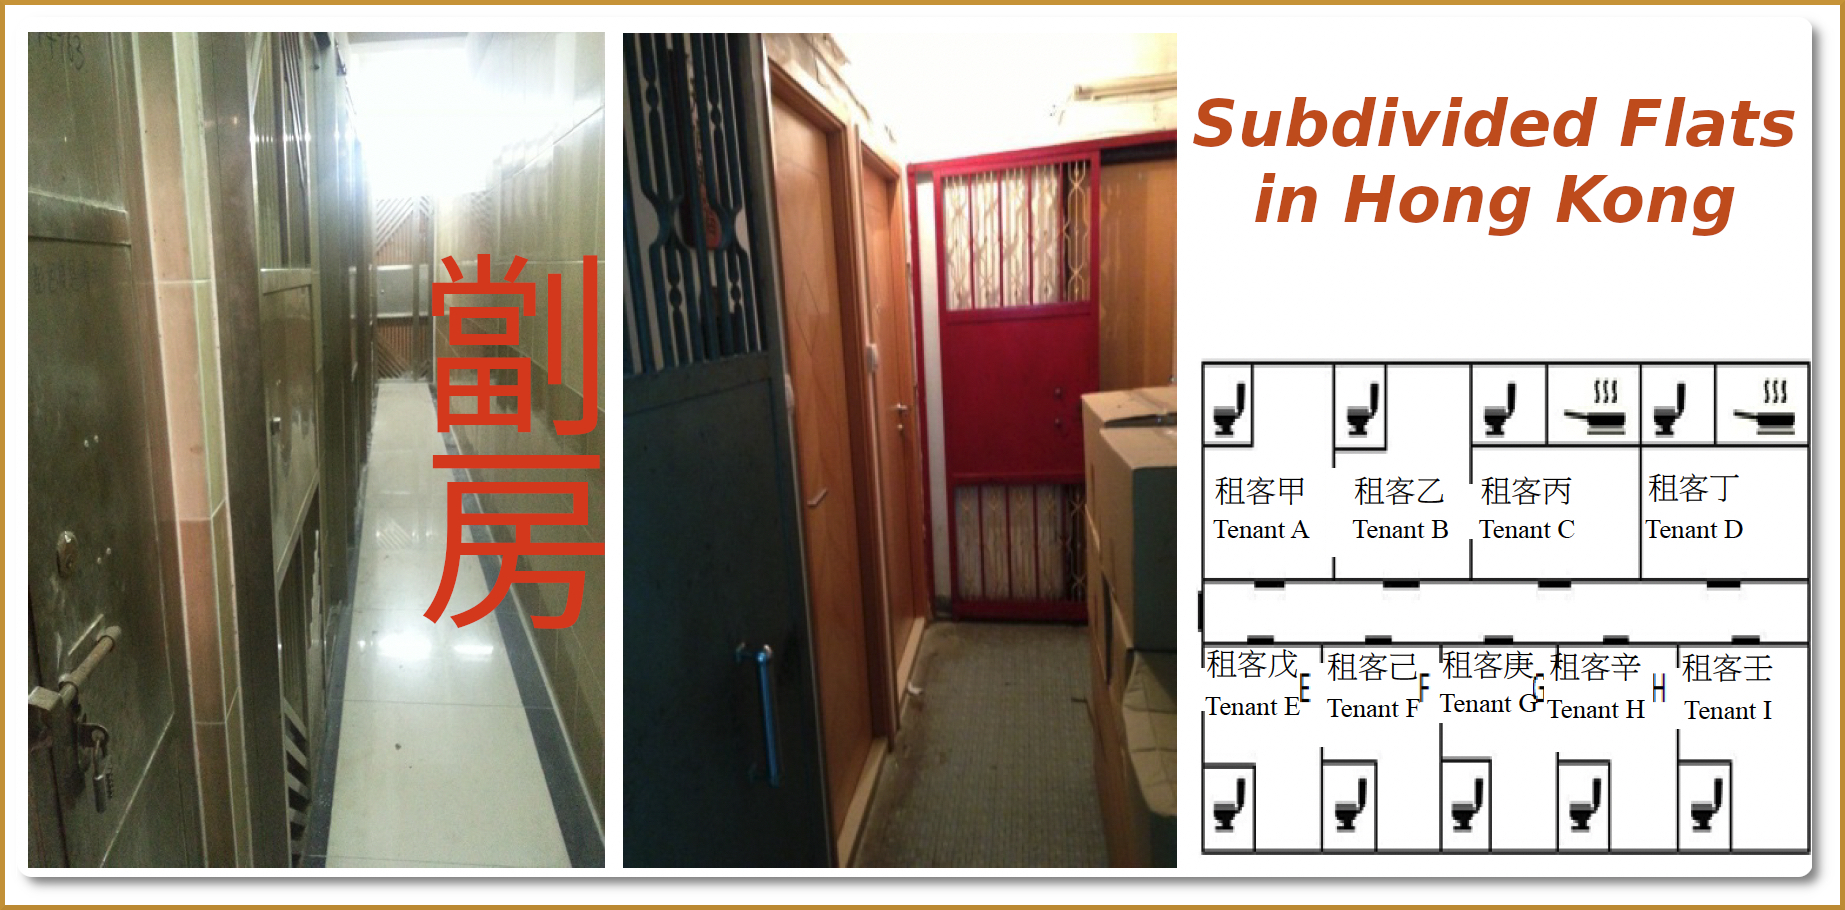 劏房
Subdivided Flats
in Hong Kong
租客甲
Tenant A
租客乙
Tenant B
租客丙
Tenant C
租客丁
Tenant D
租客戊
Tenant E
E
租客己
Tenant F
F
租客庚
Tenant G
G
租客辛
Tenant H
H
租客壬
Tenant I